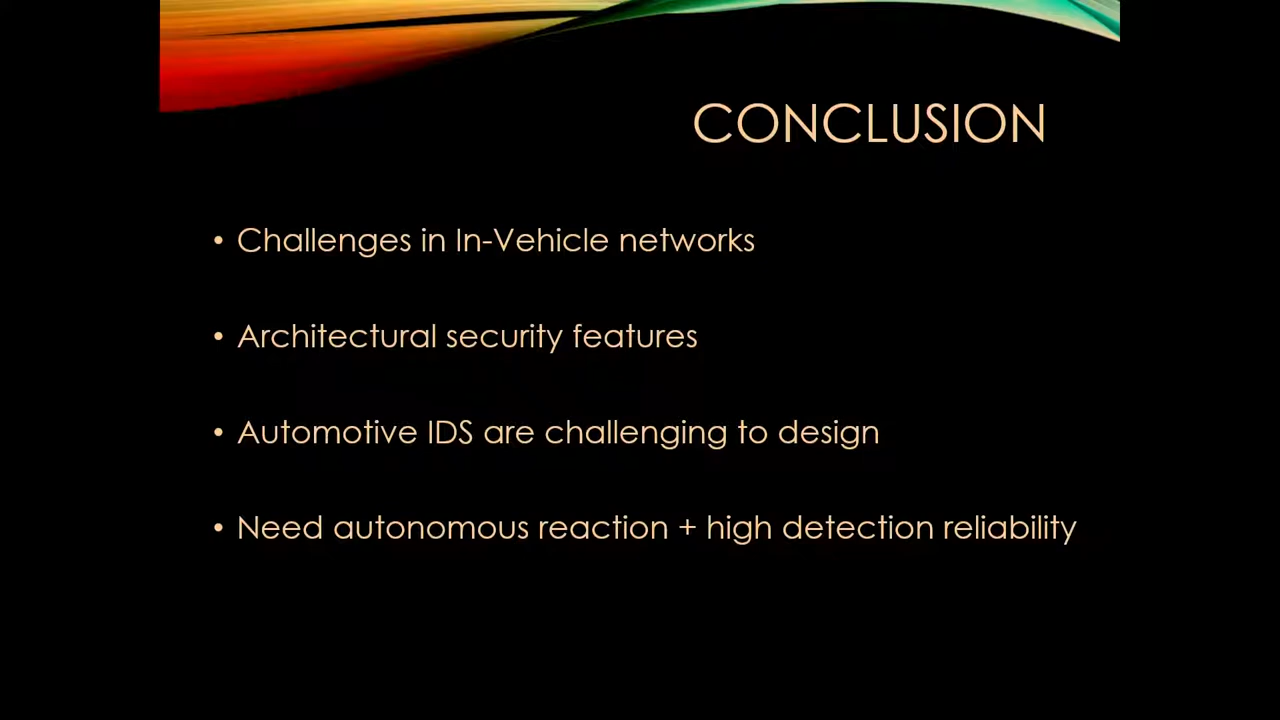 CONCLUSION
• Challenges in In-Vehicle networks
• Architectural security features
• Automotive IDS are challenging to design
• Need autonomous reaction + high detection reliability